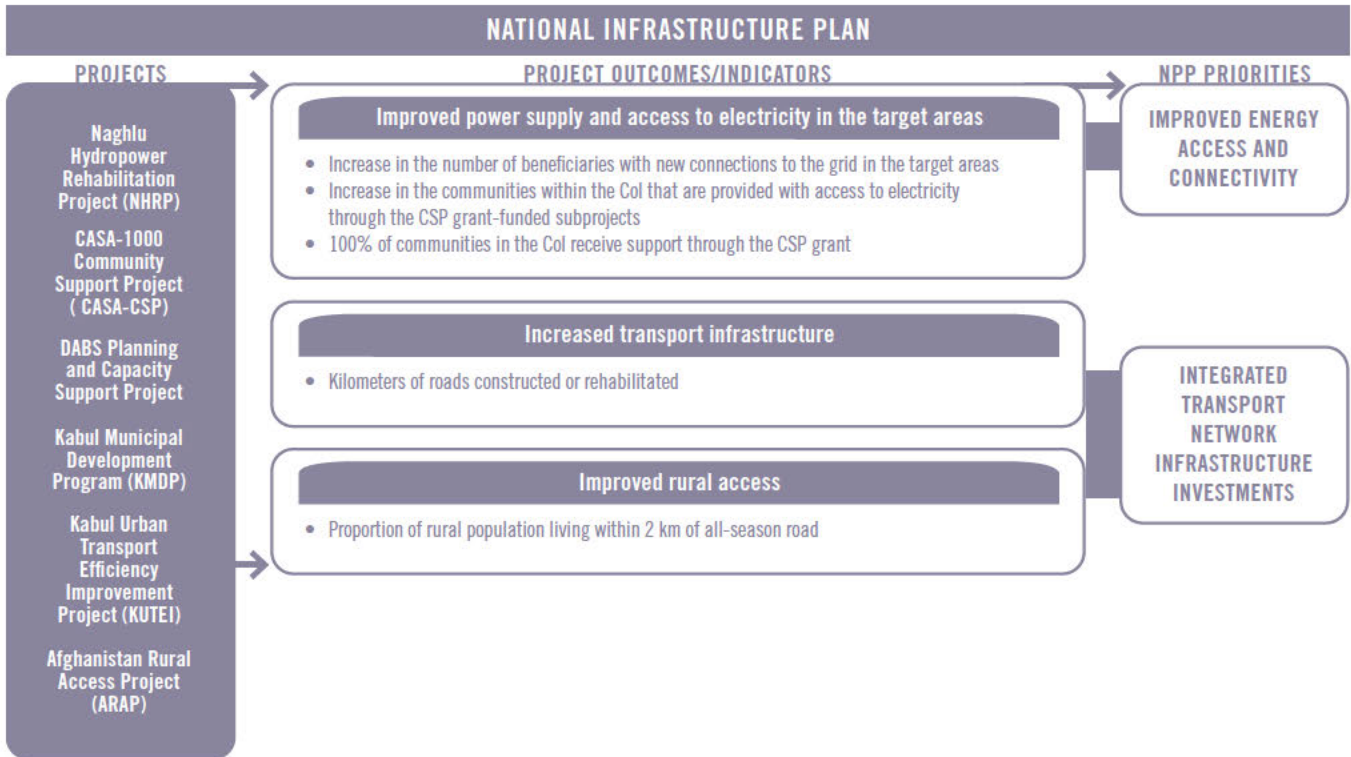 NATIONAL INFRASTRUCTURE PLAN
PROJECTS
PROJECT OUTCOMES/INDICATORS
NPP PRIORITIES
Naghlu
Hydropower
Rehabilitation
Project (NHRP)
CASA-1000
Community
Support Project
( CASA-CSP)
DABS Planning
and Capacity
Support Project
Kabul Municipal
Development
Program (KMDP)
Kabul Urban
Transport
Efficiency
Improvement
Project (KUTEI)
Afghanistan Rural
Access Project
(ARAP)
Improved power supply and access to electricity in the target areas
• Increase in the number of beneficiaries with new connections to the grid in the target areas
• Increase in the communities within the CoI that are provided with access to electricity
through the CSP grant-funded subprojects
• 100% of communities in the CoI receive support through the CSP grant
Increased transport infrastructure
• Kilometers of roads constructed or rehabilitated
Improved rural access
• Proportion of rural population living within 2 km of all-season road
IMPROVED ENERGY
ACCESS AND
CONNECTIVITY
INTEGRATED
TRANSPORT
NETWORK
INFRASTRUCTURE
INVESTMENTS